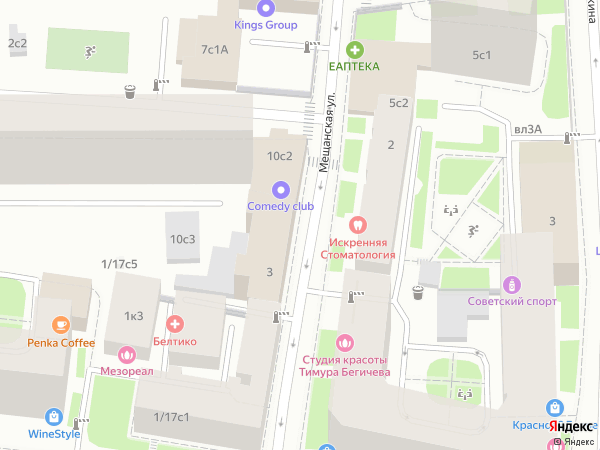 Kings Group
2с2
7с1А
ЕАПТЕКА
5с1
5с2
Мещанская ул.
вл3А
2
10с2
Comedy club
3
Искренняя
Стоматология
10с3
1/17с5
3
Советский спорт
1к3
Penka Coffee
Белтико
Мезореал
Студия красоты
Тимура Бегичева
WineStyle
1/17с1
Яндекс
© Яндекс